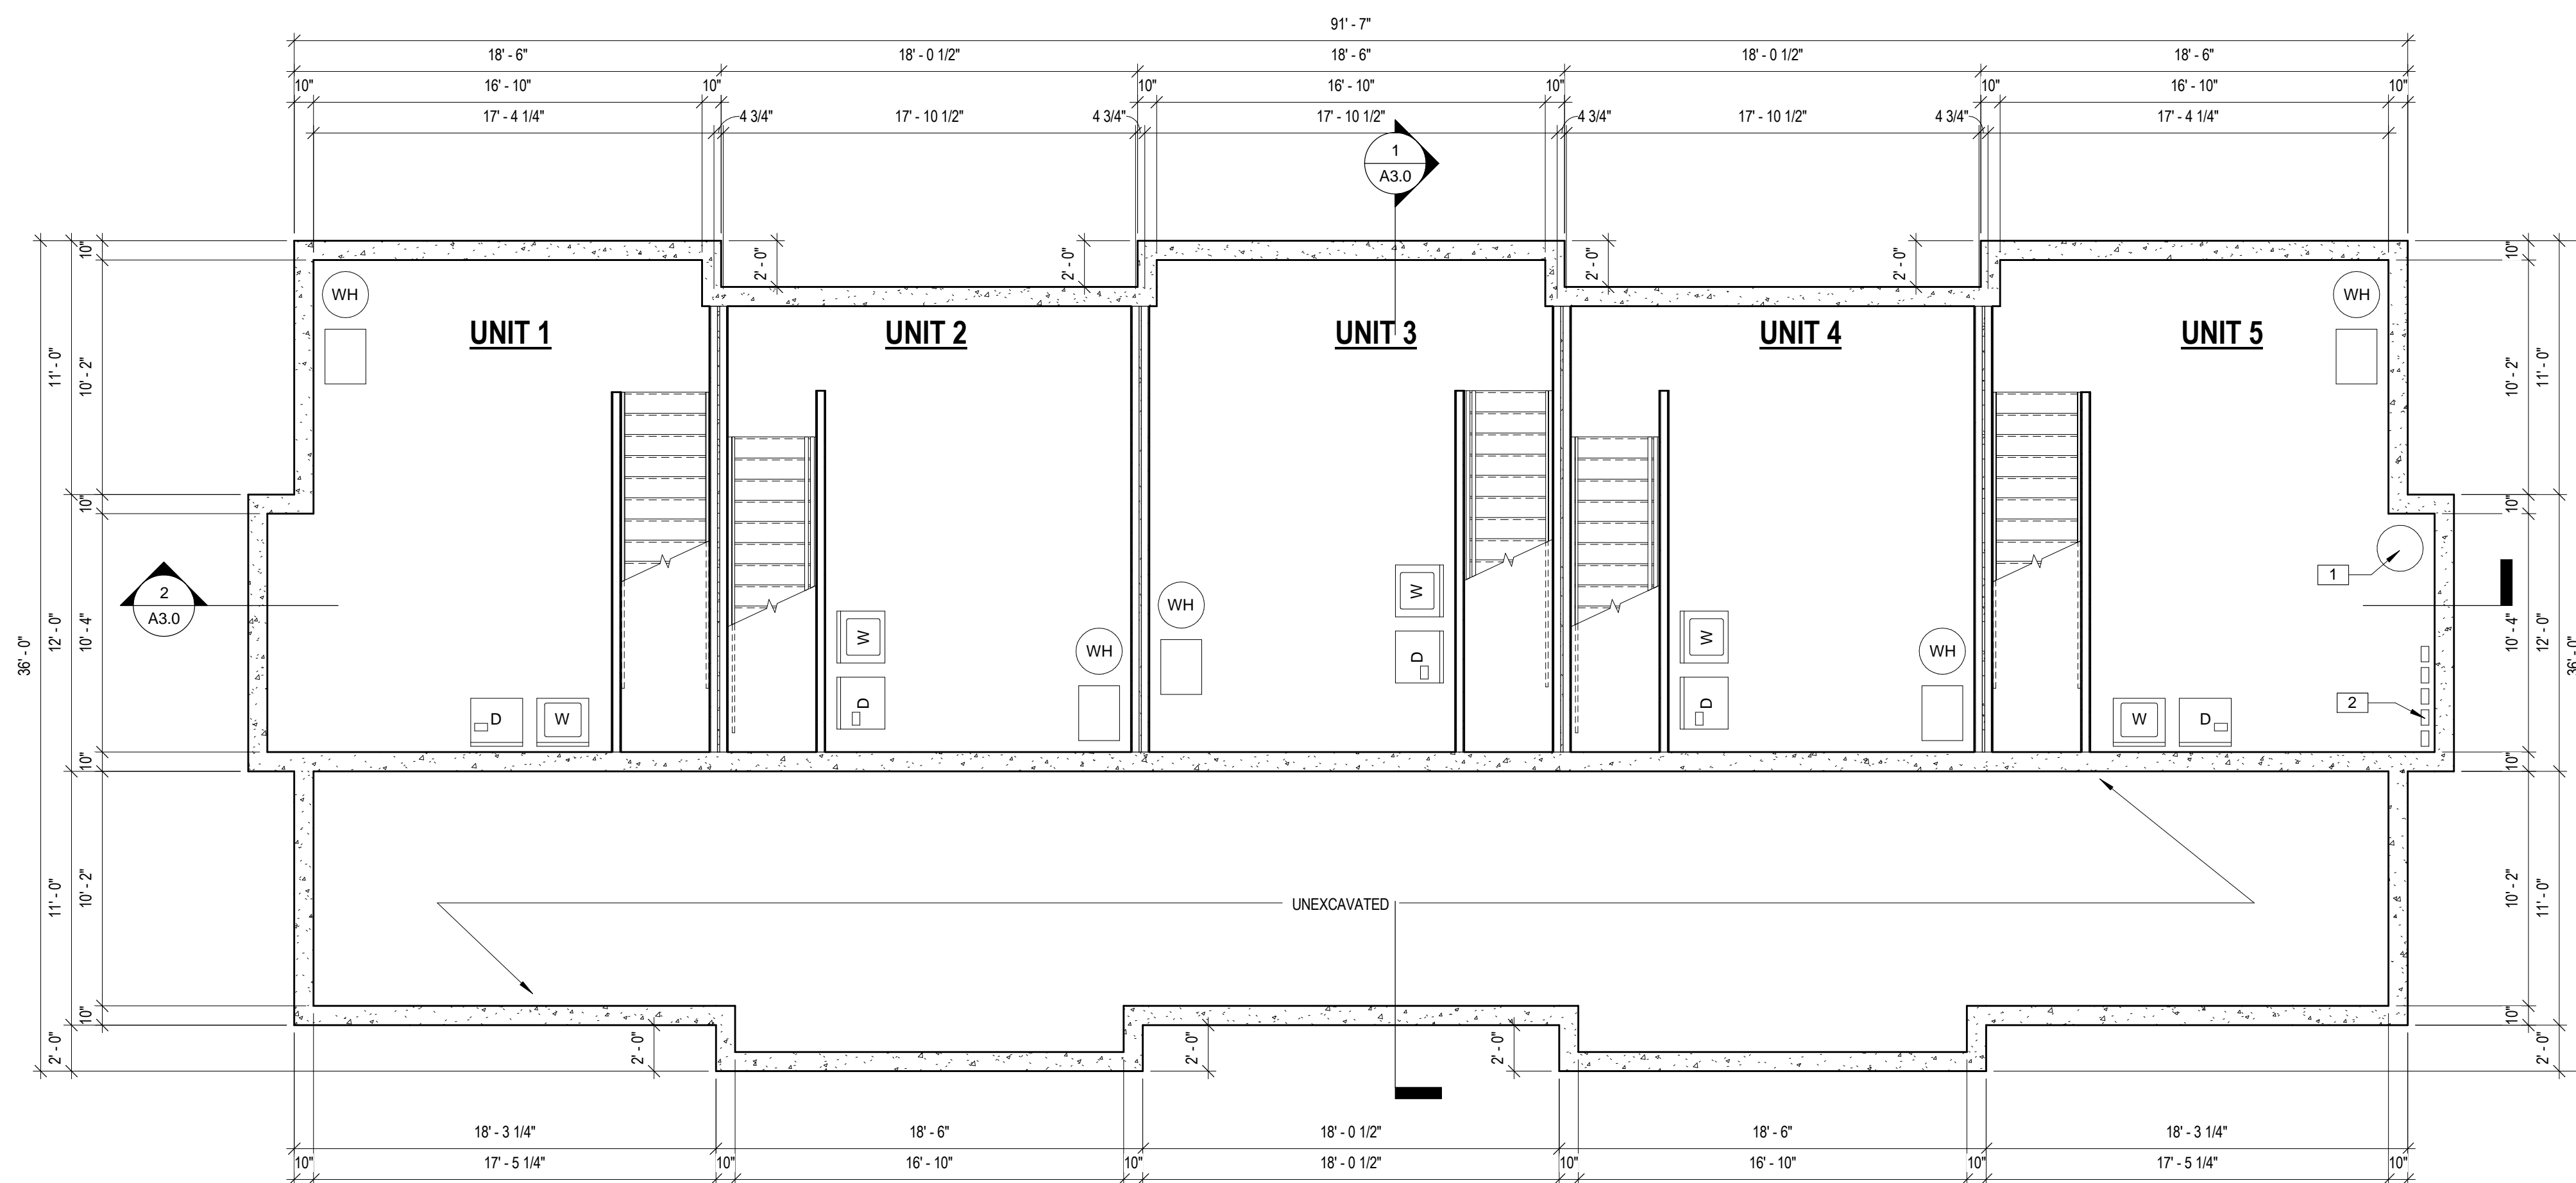 91' - 7"
18' - 6" 18' - 0 1/2" 18' - 6" 18' - 0 1/2" 18' - 6"
10" 16' - 10" 10" 10" 16' - 10" 10" 10" 16' - 10" 10"
17' - 4 1/4" 4 3/4" 17' - 10 1/2" 4 3/4" 17' - 10 1/2" 4 3/4" 17' - 10 1/2" 4 3/4" 17' - 4 1/4"
1
A3.0
10" 2' - 0" 2' - 0" 2' - 0" 2' - 0" 10"
WH WH
UNIT 1 UNIT 2 UNIT 3 UNIT 4 UNIT 5
11' - 0" 10' - 2" 10' - 2" 11' - 0"
10" 10"
1
2
A3.0
W
WH
W WH D W WH
36' - 0" 12' - 0" 10' - 4" 10' - 4" 12' - 0" 36' - 0"
D W D D W D 2
10" 10"
11' - 0" 10' - 2" 10' - 2" 11' - 0"
UNEXCAVATED
10" 10"
2' - 0" 2' - 0" 2' - 0" 2' - 0" 2' - 0"
18' - 3 1/4" 18' - 6" 18' - 0 1/2" 18' - 6" 18' - 3 1/4"
10" 17' - 5 1/4" 10" 16' - 10" 10" 18' - 0 1/2" 10" 16' - 10" 10" 17' - 5 1/4" 10"